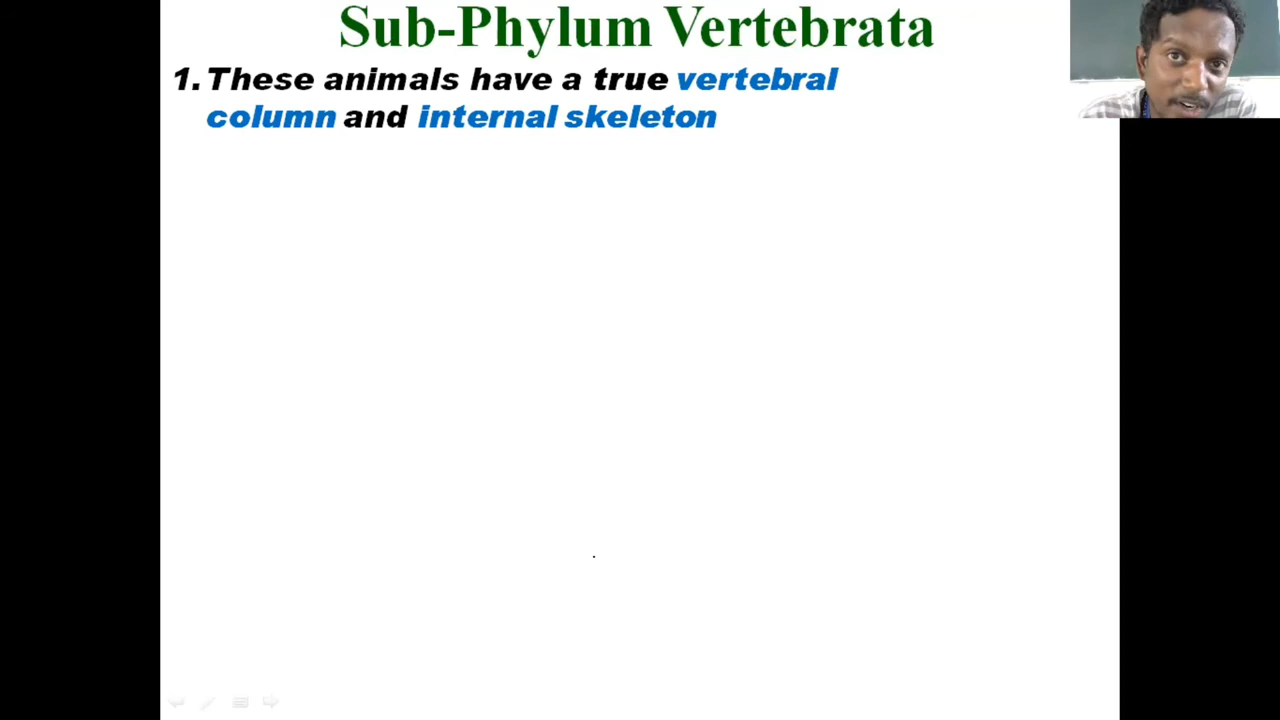 Sub-Phylum Vertebrata
1. These animals have a true vertebral
column and internal skeleton